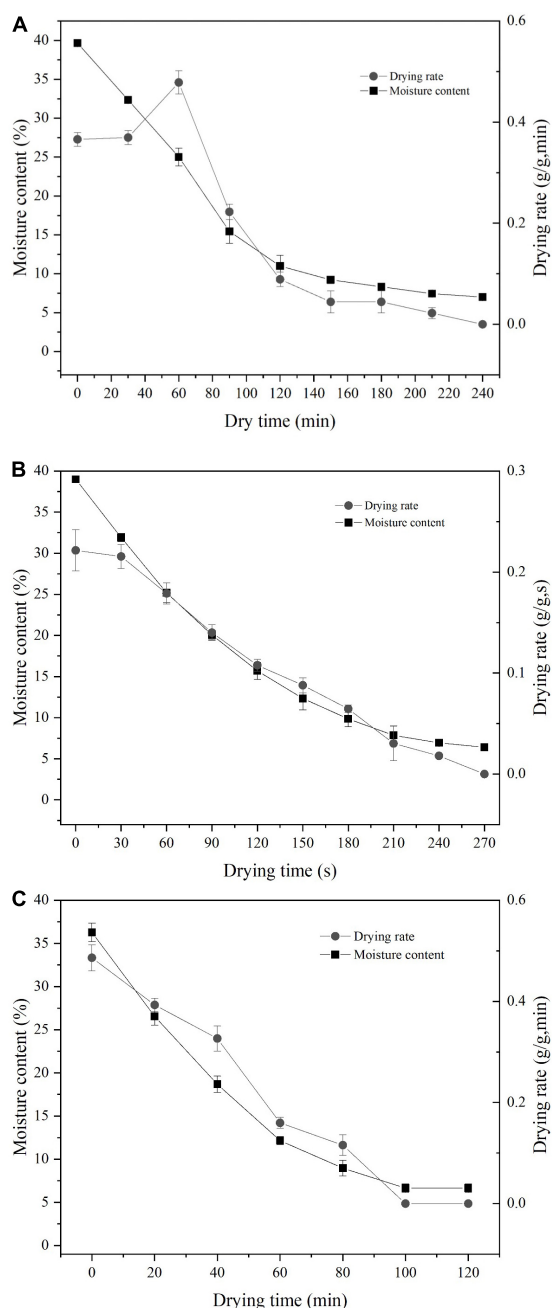 A
Moisture content (%)
40
35
30
25
20
15
10
5
0
0.6
0.4
0.2
0.0
Drying rate (g/g,min)
Drying rate
Moisture content
0 20 40 60 80 100 120 140 160 180 200 220 240
Dry time (min)
B
Moisture content (%)
40
35
30
25
20
15
10
5
0
0.3
0.2
0.1
0.0
Drying rate (g/g,s)
Drying rate
Moisture content
0 30 60 90 120 150 180 210 240 270
Drying time (s)
C
Moisture content (%)
40
35
30
25
20
15
10
5
0
0.6
0.4
0.2
0.0
Drying rate (g/g,min)
Drying rate
Moisture content
0 20 40 60 80 100 120
Drying time (min)